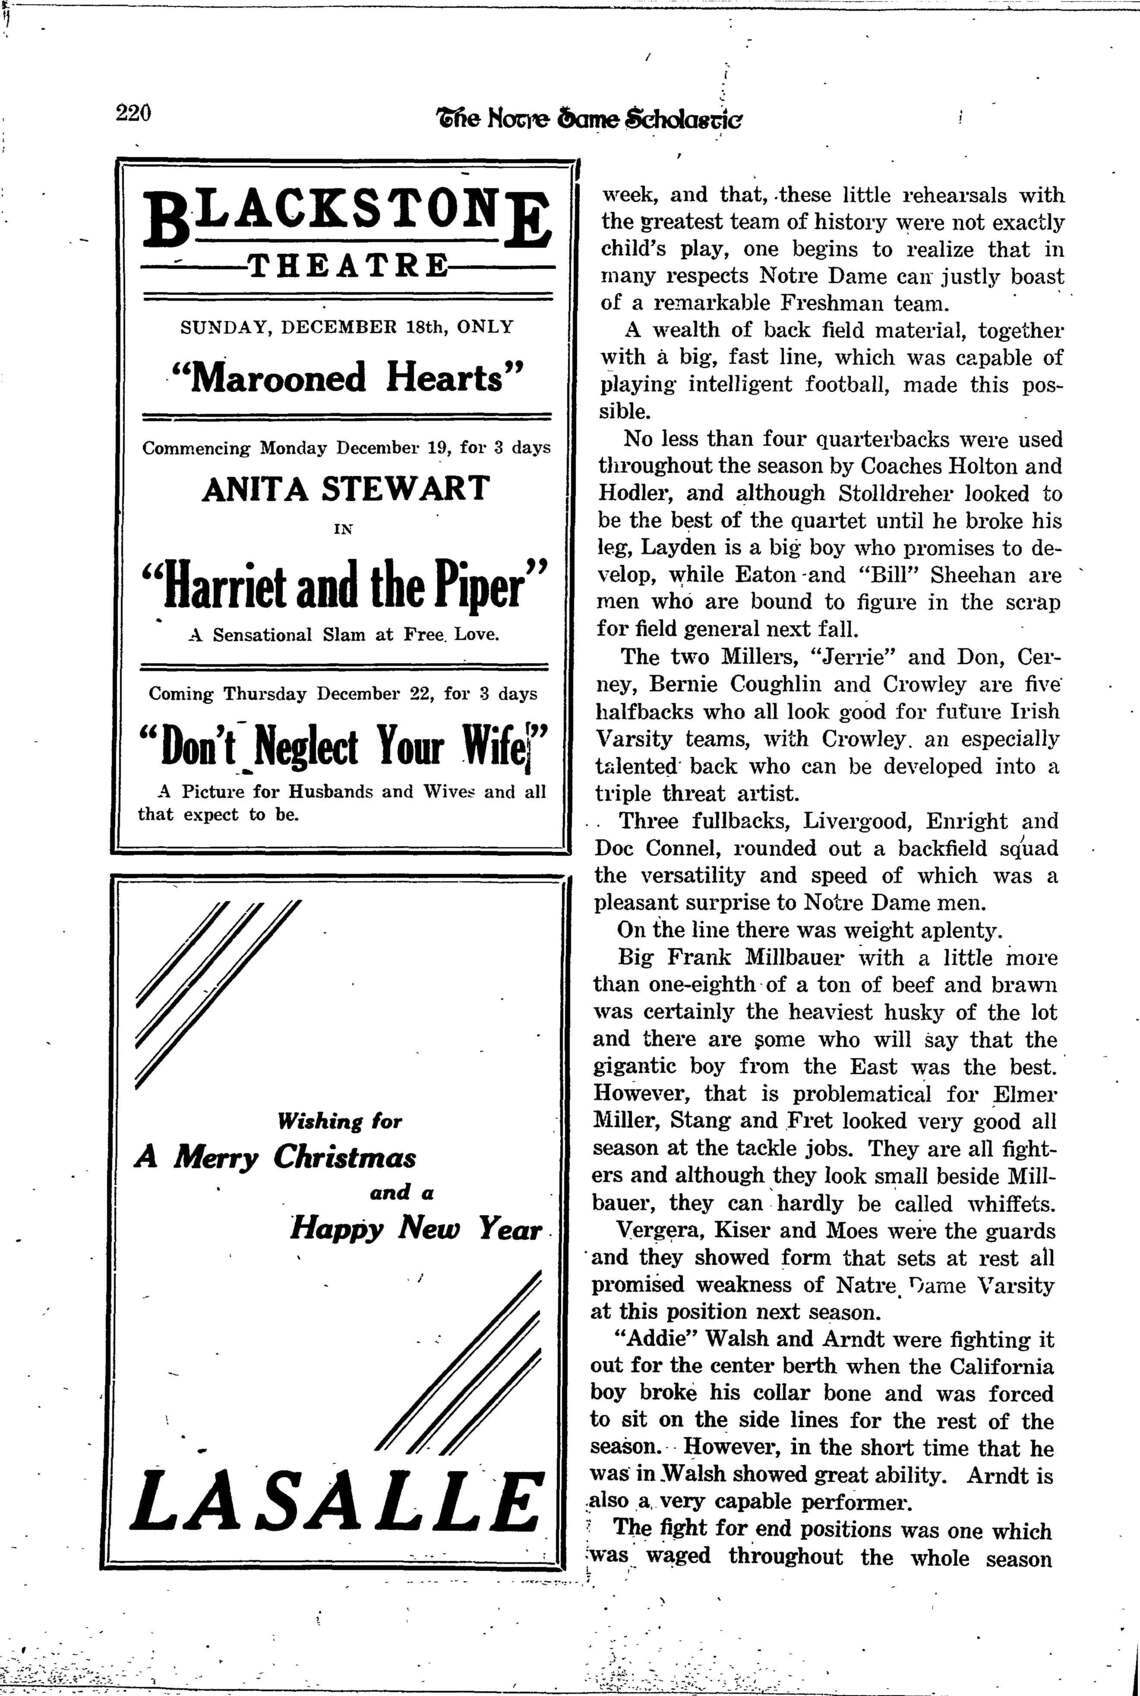 220
The Notre Dame Scholastic
BLACKSTONE
THEATRE
SUNDAY, DECEMBER 18th, ONLY
"Marooned Hearts"
Commencing Monday December 19, for 3 days
ANITA STEWART
IN
"Harriet and the Piper"
A Sensational Slam at Free Love.
Coming Thursday December 22, for 3 days
"Don't Neglect Your Wife"
A Picture for Husbands and Wives and all
that expect to be.
Wishing for
A Merry Christmas
and a
Happy New Year
LASALLE
week, and that, these little rehearsals with
the greatest team of history were not exactly
child's play, one begins to realize that in
many respects Notre Dame can justly boast
of a remarkable Freshman team.
A wealth of back field material, together
with a big, fast line, which was capable of
playing intelligent football, made this pos-
sible.
No less than four quarterbacks were used
throughout the season by Coaches Holton and
Hodler, and although Stolldreher looked to
be the best of the quartet until he broke his
leg, Layden is a big boy who promises to de-
velop, while Eaton and "Bill" Sheehan are
men who are bound to figure in the scrap
for field general next fall.
The two Millers, "Jerrie" and Don, Cer-
ney, Bernie Coughlin and Crowley are five
halfbacks who all look good for future Irish
Varsity teams, with Crowley. an especially
talented back who can be developed into a
triple threat artist.
Three fullbacks, Livergood, Enright and
Doc Connel, rounded out a backfield squad
the versatility and speed of which was a
pleasant surprise to Notre Dame men.
On the line there was weight aplenty.
Big Frank Millbauer with a little more
than one-eighth of a ton of beef and brawn
was certainly the heaviest husky of the lot
and there are some who will say that the
gigantic boy from the East was the best.
However, that is problematical for Elmer
Miller, Stang and Fret looked very good all
season at the tackle jobs. They are all fight-
ers and although they look small beside Mill-
bauer, they can hardly be called whiffets.
Vergera, Kiser and Moes were the guards
and they showed form that sets at rest all
promised weakness of Natre Dame Varsity
at this position next season.
"Addie" Walsh and Arndt were fighting it
out for the center berth when the California
boy broke his collar bone and was forced
to sit on the side lines for the rest of the
season. However, in the short time that he
was in Walsh showed great ability. Arndt is
also a very capable performer.
The fight for end positions was one which
was waged throughout the whole season